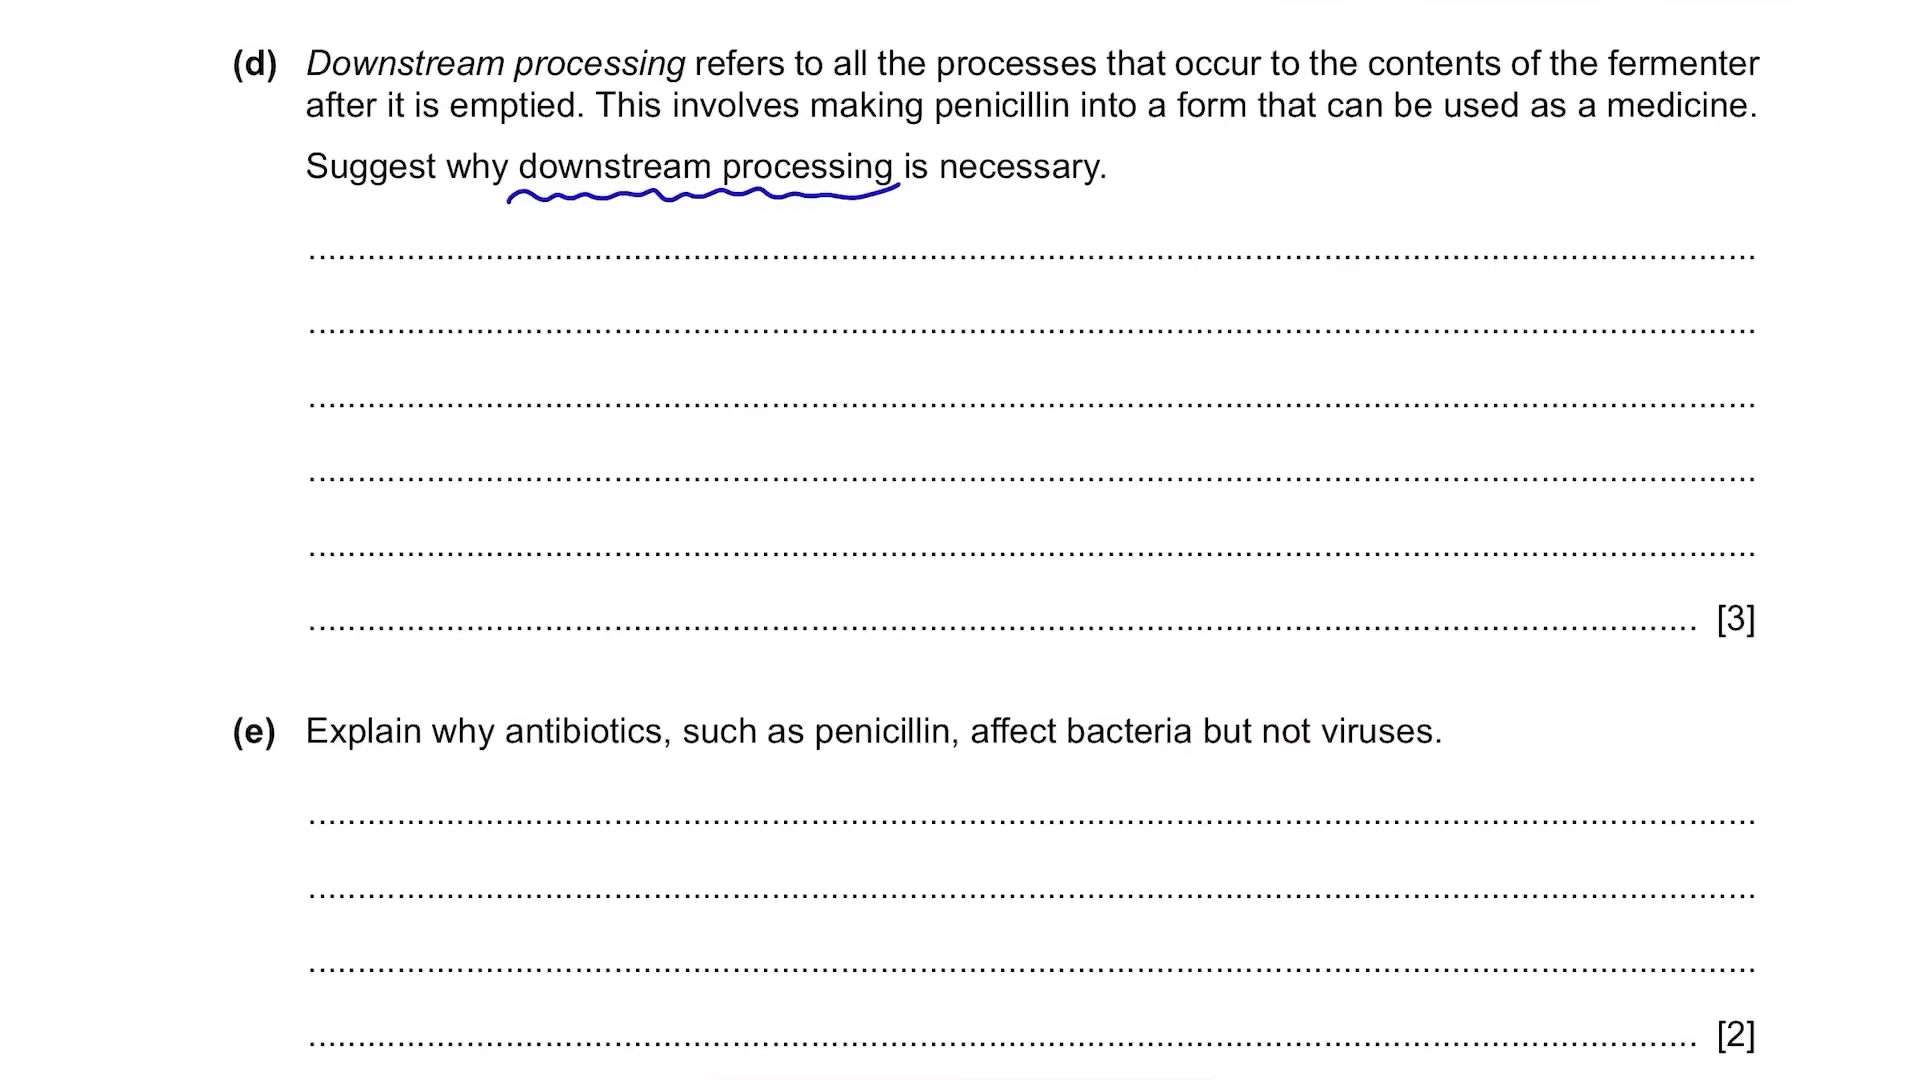 (d) Downstream processing refers to all the processes that occur to the contents of the fermenter
after it is emptied. This involves making penicillin into a form that can be used as a medicine.
Suggest why downstream processing is necessary.
[3]
(e) Explain why antibiotics, such as penicillin, affect bacteria but not viruses.
[2]